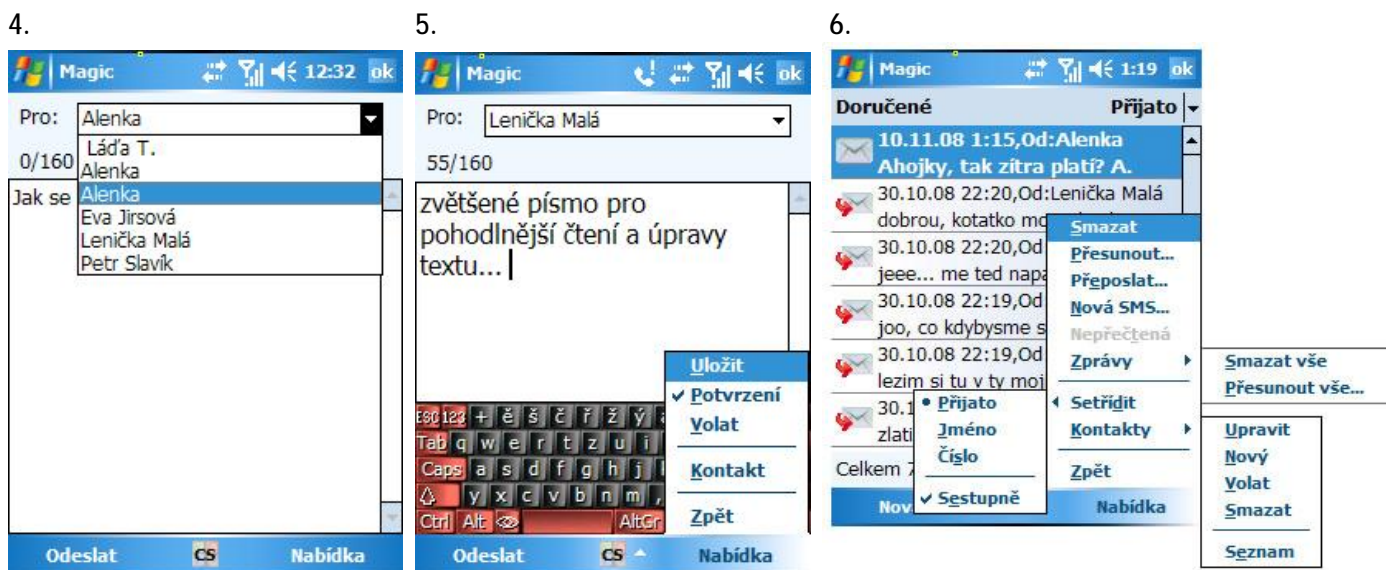 4.
5.
6.
Magic
12:32 ok
Pro: Alenka
Láďa T.
0/160
Alenka
Jak se
Alenka
Eva Jirsová
Lenička Malá
Petr Slavík
Odeslat CS Nabídka
Magic
ok
Pro: Lenička Malá
55/160
zvětšené písmo pro
pohodlnější čtení a úpravy
textu...
Uložit
Potvrzení
Volat
Kontakt
Zpět
ESC 123 + ě š č ř ž ý
Tab q w e r t z u i
Caps a s d f g h j
y x c v b n m ,
Ctrl Alt AltGr
Odeslat CS Nabídka
Magic
1:19 ok
Doručené Přijato
10.11.08 1:15,Od:Alenka
Ahojky, tak zítra platí? A.
30.10.08 22:20,Od:Lenička Malá
dobrou, kotatko
30.10.08 22:20,Od
jeee... me ted
30.10.08 22:19,Od
joo, co kdybysme
30.10.08 22:19,Od
lezim si tu v ty
Celkem
Smazat
Přesunout...
Přeposlat...
Nová SMS...
Nepřečtená
Zprávy
Setřídit
Kontakty
Zpět
Smazat vše
Přesunout vše...
Přijato
Jméno
Číslo
Sestupně
Upravit
Nový
Volat
Smazat
Seznam
Nabídka